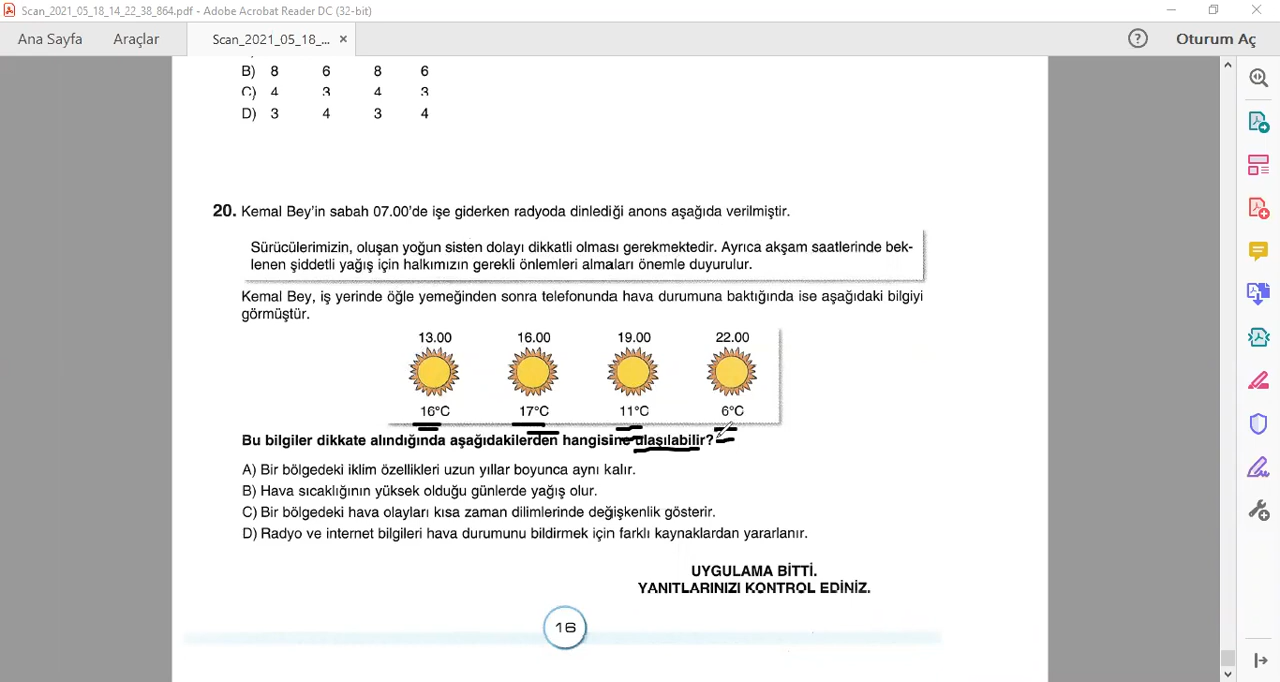 Scan_2021_05_18_14_22_38_864.pdf - Adobe Acrobat Reader DC (32-bit)
Ana Sayfa Araçlar Scan_2021_05_18_... × ? Oturum Aç
B) 8 6 8 6
C) 4 3 4 3
D) 3 4 3 4
20. Kemal Bey'in sabah 07.00'de işe giderken radyoda dinlediği anons aşağıda verilmiştir.
Sürücülerimizin, oluşan yoğun sisten dolayı dikkatli olması gerekmektedir. Ayrıca akşam saatlerinde bek-
lenen şiddetli yağış için halkımızın gerekli önlemleri almaları önemle duyurulur.
Kemal Bey, iş yerinde öğle yemeğinden sonra telefonunda hava durumuna baktığında ise aşağıdaki bilgiyi
görmüştür.
13.00 16.00 19.00 22.00
16°C 17°C 11°C 6°C
Bu bilgiler dikkate alındığında aşağıdakilerden hangisine ulaşılabilir?
A) Bir bölgedeki iklim özellikleri uzun yıllar boyunca aynı kalır.
B) Hava sıcaklığının yüksek olduğu günlerde yağış olur.
C) Bir bölgedeki hava olayları kısa zaman dilimlerinde değişkenlik gösterir.
D) Radyo ve internet bilgileri hava durumunu bildirmek için farklı kaynaklardan yararlanır.
UYGULAMA BİTTİ.
YANITLARINIZI KONTROL EDİNİZ.
16